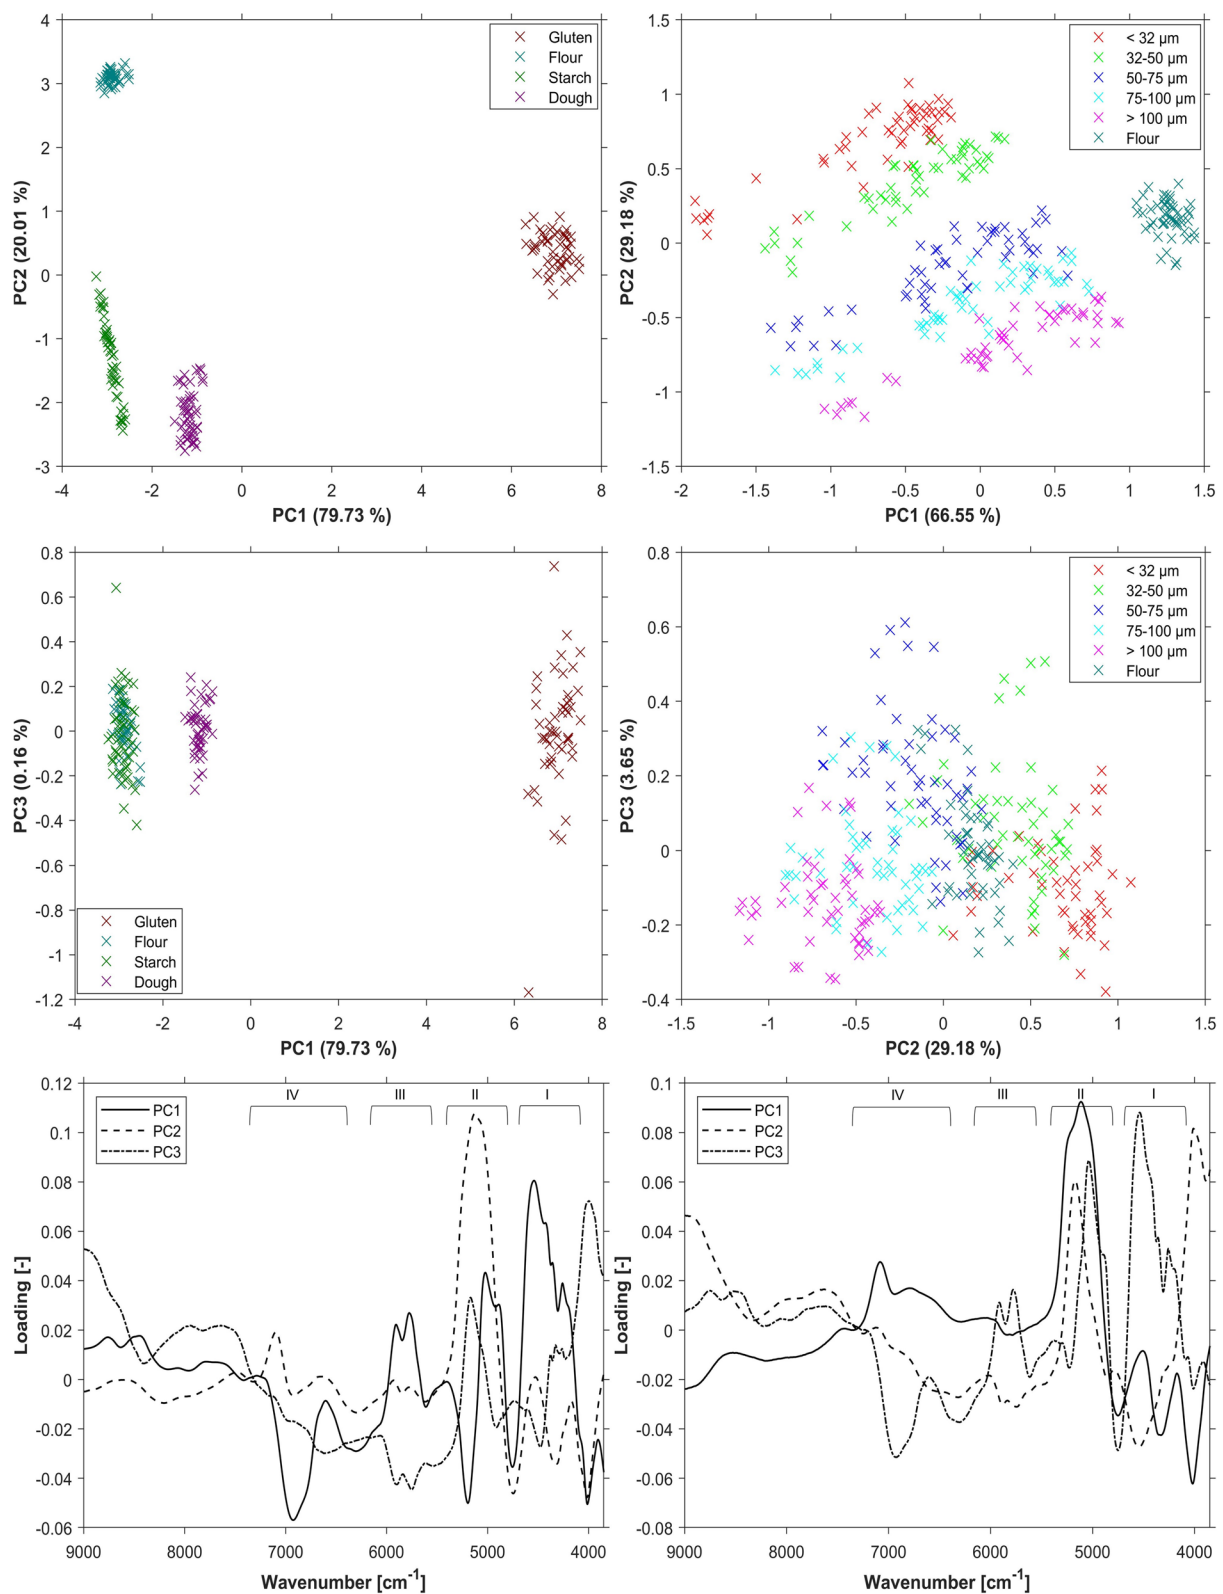 4
3
2
1
0
-1
-2
-3
-4 -2 0 2 4 6 8
PC1 (79.73 %)
PC2 (20.01 %)
Gluten
Flour
Starch
Dough
1.5
1
0.5
0
-0.5
-1
-1.5
-2 -1.5 -1 -0.5 0 0.5 1 1.5
PC1 (66.55 %)
PC2 (29.18 %)
< 32 µm
32-50 µm
50-75 µm
75-100 µm
> 100 µm
Flour
0.8
0.6
0.4
0.2
0
-0.2
-0.4
-0.6
-0.8
-1
-1.2
-4 -2 0 2 4 6 8
PC1 (79.73 %)
PC3 (0.16 %)
Gluten
Flour
Starch
Dough
0.8
0.6
0.4
0.2
0
-0.2
-0.4
-1.5 -1 -0.5 0 0.5 1 1.5
PC2 (29.18 %)
PC3 (3.65 %)
< 32 µm
32-50 µm
50-75 µm
75-100 µm
> 100 µm
Flour
0.12
0.1
0.08
0.06
0.04
0.02
0
-0.02
-0.04
-0.06
9000 8000 7000 6000 5000 4000
Wavenumber [cm-1]
Loading [-]
PC1
PC2
PC3
IV III II I
0.1
0.08
0.06
0.04
0.02
0
-0.02
-0.04
-0.06
-0.08
9000 8000 7000 6000 5000 4000
Wavenumber [cm-1]
Loading [-]
PC1
PC2
PC3
IV III II I